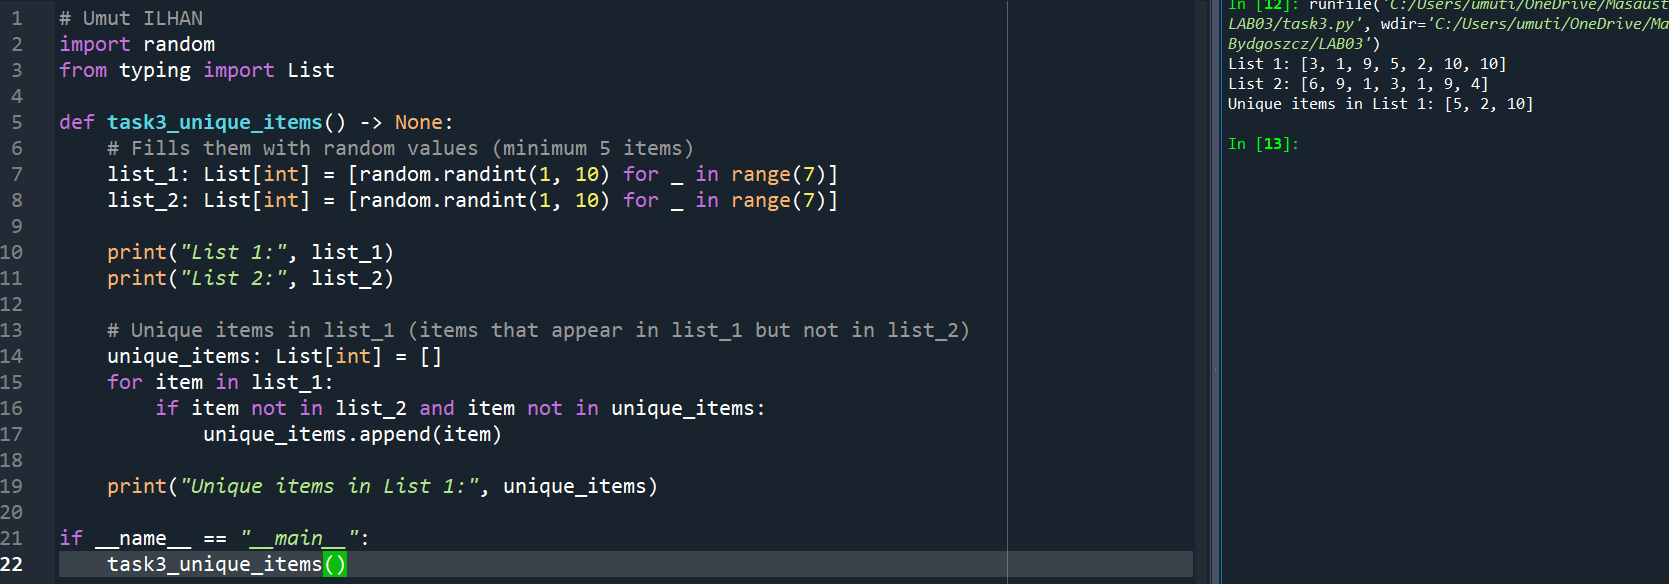 1 # Umut ILHAN
2 import random
3 from typing import List
4
5 def task3_unique_items() -> None:
6     # Fills them with random values (minimum 5 items)
7     list_1: List[int] = [random.randint(1, 10) for _ in range(7)]
8     list_2: List[int] = [random.randint(1, 10) for _ in range(7)]
9
10     print("List 1:", list_1)
11     print("List 2:", list_2)
12
13     # Unique items in list_1 (items that appear in list_1 but not in list_2)
14     unique_items: List[int] = []
15     for item in list_1:
16         if item not in list_2 and item not in unique_items:
17             unique_items.append(item)
18
19     print("Unique items in List 1:", unique_items)
20
21 if __name__ == "__main__":
22     task3_unique_items()
In [12]: runfile('C:/Users/umuti/OneDrive/Masaust
LAB03/task3.py', wdir='C:/Users/umuti/OneDrive/Ma
Bydgoszcz/LAB03')
List 1: [3, 1, 9, 5, 2, 10, 10]
List 2: [6, 9, 1, 3, 1, 9, 4]
Unique items in List 1: [5, 2, 10]
In [13]: